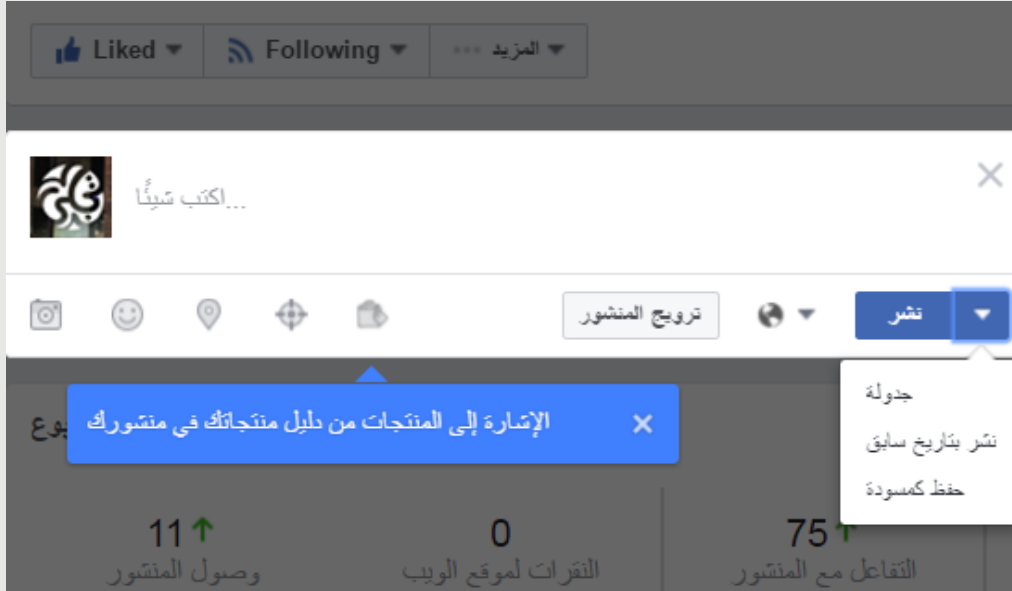 Liked
Following
المزيد ...
اكتب شيئًا...
ترويج المنشور
نشر
جدولة
نشر بتاريخ سابق
حفظ كمسودة
الإشارة إلى المنتجات من دليل منتجاتك في منشورك
11
0
75
وصول المنشور
النقرات لموقع الويب
التفاعل مع المنشور